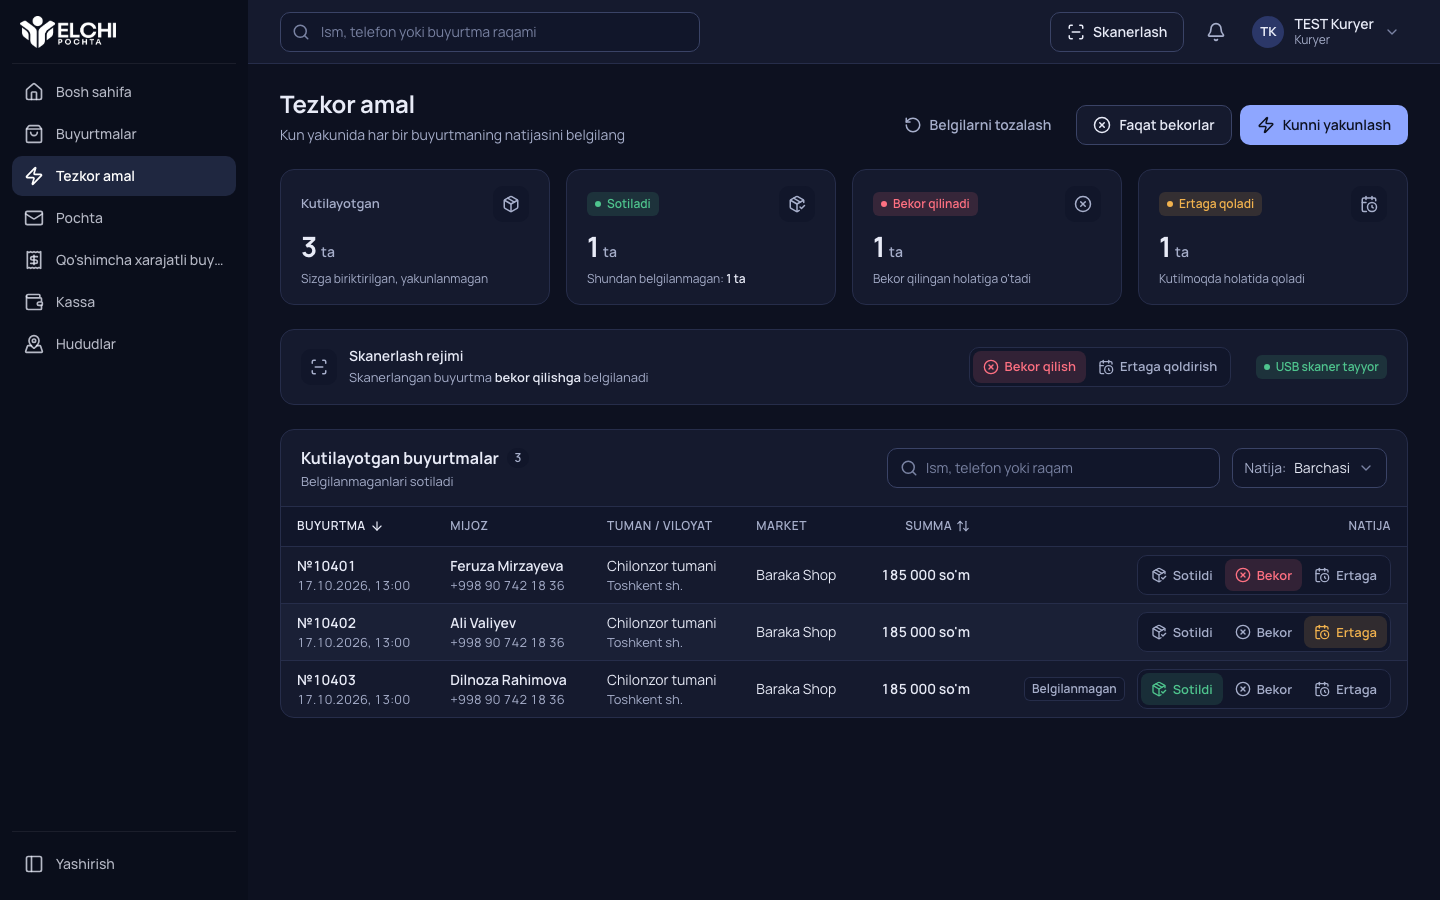 ELCHI
POCHTA
Ism, telefon yoki buyurtma raqami
Skanerlash
TK
TEST Kuryer
Kuryer
Bosh sahifa
Buyurtmalar
Tezkor amal
Pochta
Qo'shimcha xarajatli buy...
Kassa
Hududlar
Yashirish
Tezkor amal
Kun yakunida har bir buyurtmaning natijasini belgilang
Belgilarni tozalash
Faqat bekorlar
Kunni yakunlash
Kutilayotgan
3 ta
Sizga biriktirilgan, yakunlanmagan
Sotiladi
1 ta
Shundan belgilanmagan: 1 ta
Bekor qilinadi
1 ta
Bekor qilingan holatiga o'tadi
Ertaga qoladi
1 ta
Kutilmoqda holatida qoladi
Skanerlash rejimi
Skanerlangan buyurtma bekor qilishga belgilanadi
Bekor qilish
Ertaga qoldirish
USB skaner tayyor
Kutilayotgan buyurtmalar 3
Belgilanmaganlari sotiladi
Ism, telefon yoki raqam
Natija: Barchasi
BUYURTMA MIJOZ TUMAN / VILOYAT MARKET SUMMA NATIJA
№10401 Feruza Mirzayeva Chilonzor tumani Baraka Shop 185 000 so'm Sotildi Bekor Ertaga
17.10.2026, 13:00 +998 90 742 18 36 Toshkent sh.
№10402 Ali Valiyev Chilonzor tumani Baraka Shop 185 000 so'm Sotildi Bekor Ertaga
17.10.2026, 13:00 +998 90 742 18 36 Toshkent sh.
№10403 Dilnoza Rahimova Chilonzor tumani Baraka Shop 185 000 so'm Belgilanmagan Sotildi Bekor Ertaga
17.10.2026, 13:00 +998 90 742 18 36 Toshkent sh.